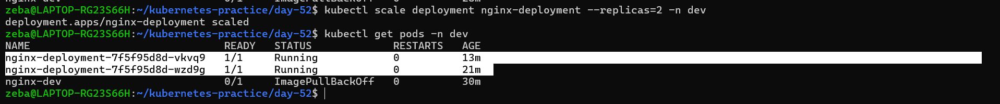 zeba@LAPTOP-RG23S66H:~/kubernetes-practice/day-52$ kubectl scale deployment nginx-deployment --replicas=2 -n dev
deployment.apps/nginx-deployment scaled
zeba@LAPTOP-RG23S66H:~/kubernetes-practice/day-52$ kubectl get pods -n dev
NAME READY STATUS RESTARTS AGE
nginx-deployment-7f5f95d8d-vkvq9 1/1 Running 0 13m
nginx-deployment-7f5f95d8d-wzd9g 1/1 Running 0 21m
nginx-dev 0/1 ImagePullBackOff 0 30m
zeba@LAPTOP-RG23S66H:~/kubernetes-practice/day-52$